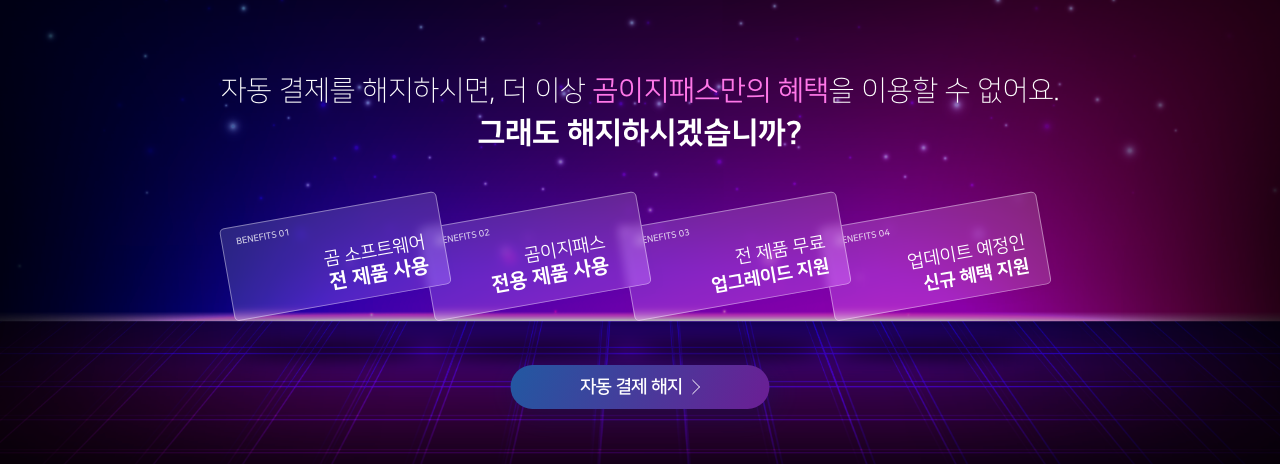 자동 결제를 해지하시면, 더 이상 곰이지패스만의 혜택을 이용할 수 없어요.
그래도 해지하시겠습니까?
BENEFITS 01
곰 소프트웨어
전 제품 사용
BENEFITS 02
곰이지패스
전용 제품 사용
BENEFITS 03
전 제품 무료
업그레이드 지원
BENEFITS 04
업데이트 예정인
신규 혜택 지원
자동 결제 해지 >